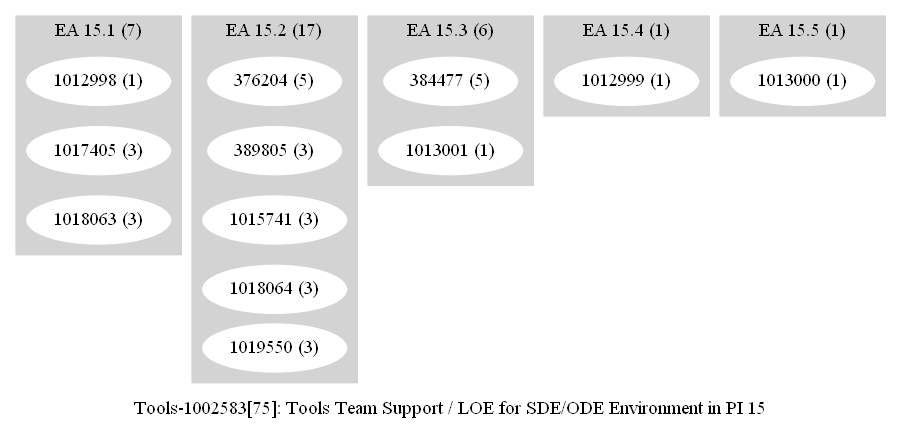 EA 15.1 (7)
1012998 (1)
1017405 (3)
1018063 (3)
EA 15.2 (17)
376204 (5)
389805 (3)
1015741 (3)
1018064 (3)
1019550 (3)
EA 15.3 (6)
384477 (5)
1013001 (1)
EA 15.4 (1)
1012999 (1)
EA 15.5 (1)
1013000 (1)
Tools-1002583[75]: Tools Team Support / LOE for SDE/ODE Environment in PI 15